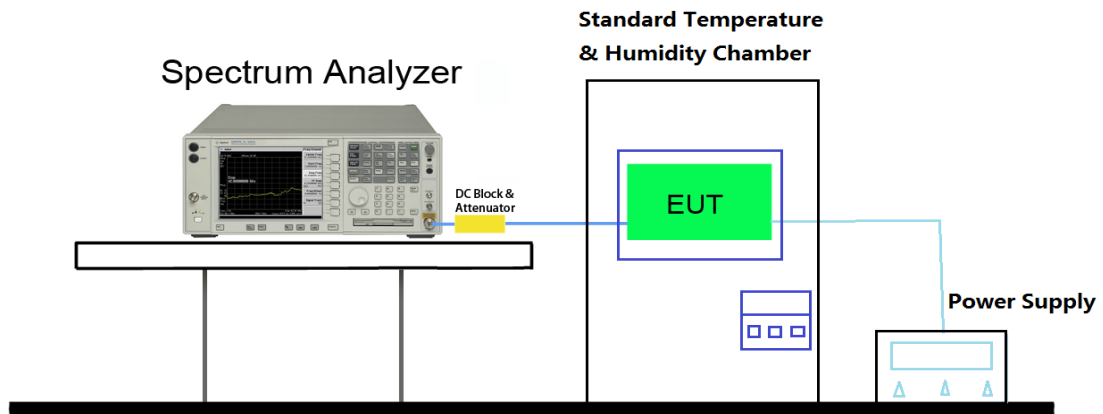 Standard Temperature
& Humidity Chamber
Spectrum Analyzer
DC Block &
Attenuator
EUT
Power Supply